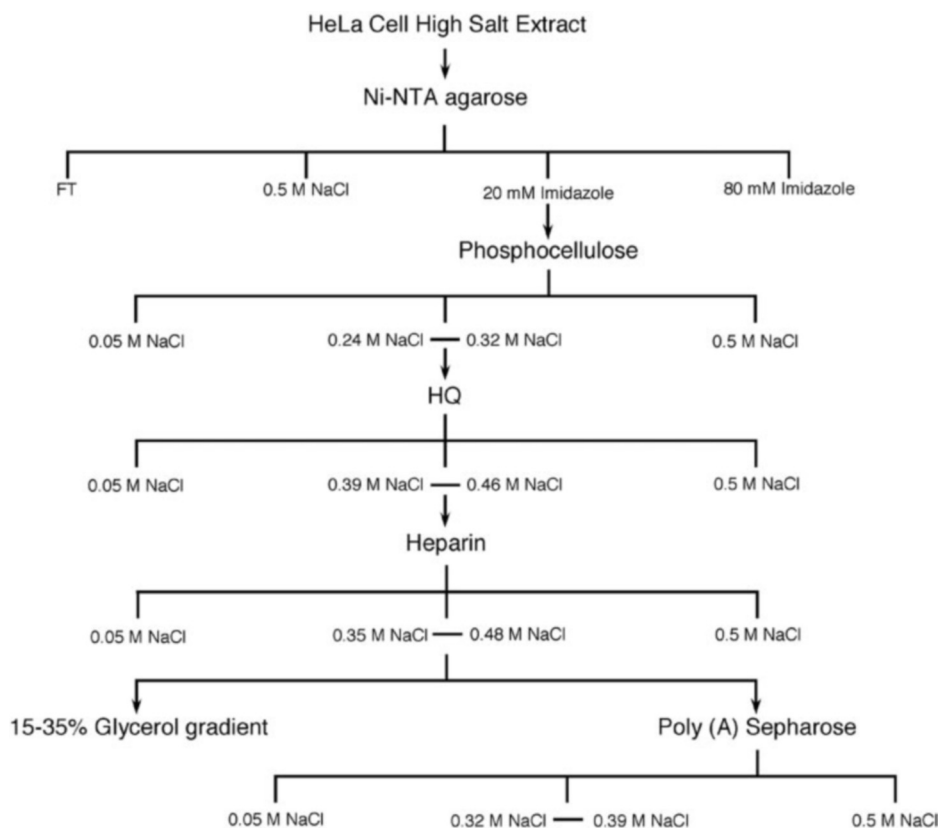 HeLa Cell High Salt Extract
Ni-NTA agarose
FT 0.5 M NaCl 20 mM Imidazole 80 mM Imidazole
Phosphocellulose
0.05 M NaCl 0.24 M NaCl — 0.32 M NaCl 0.5 M NaCl
HQ
0.05 M NaCl 0.39 M NaCl — 0.46 M NaCl 0.5 M NaCl
Heparin
0.05 M NaCl 0.35 M NaCl — 0.48 M NaCl 0.5 M NaCl
15-35% Glycerol gradient Poly (A) Sepharose
0.05 M NaCl 0.32 M NaCl — 0.39 M NaCl 0.5 M NaCl